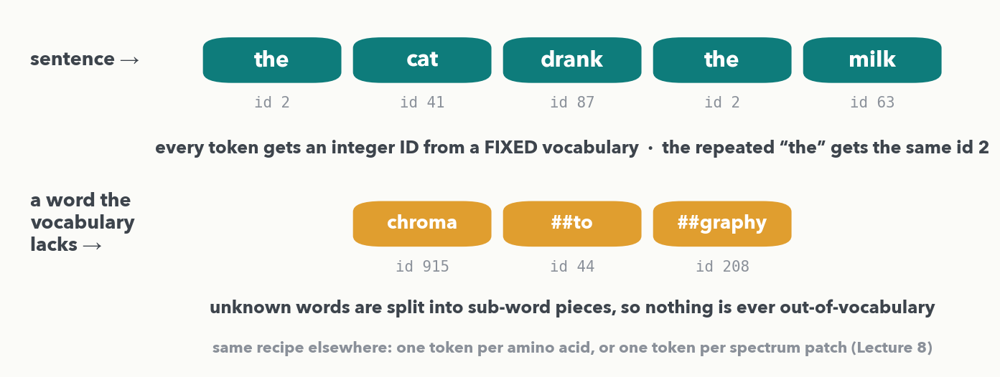 sentence → the cat drank the milk
id 2 id 41 id 87 id 2 id 63
every token gets an integer ID from a FIXED vocabulary · the repeated “the” gets the same id 2
a word the
vocabulary
lacks →
chroma ##to ##graphy
id 915 id 44 id 208
unknown words are split into sub-word pieces, so nothing is ever out-of-vocabulary
same recipe elsewhere: one token per amino acid, or one token per spectrum patch (Lecture 8)